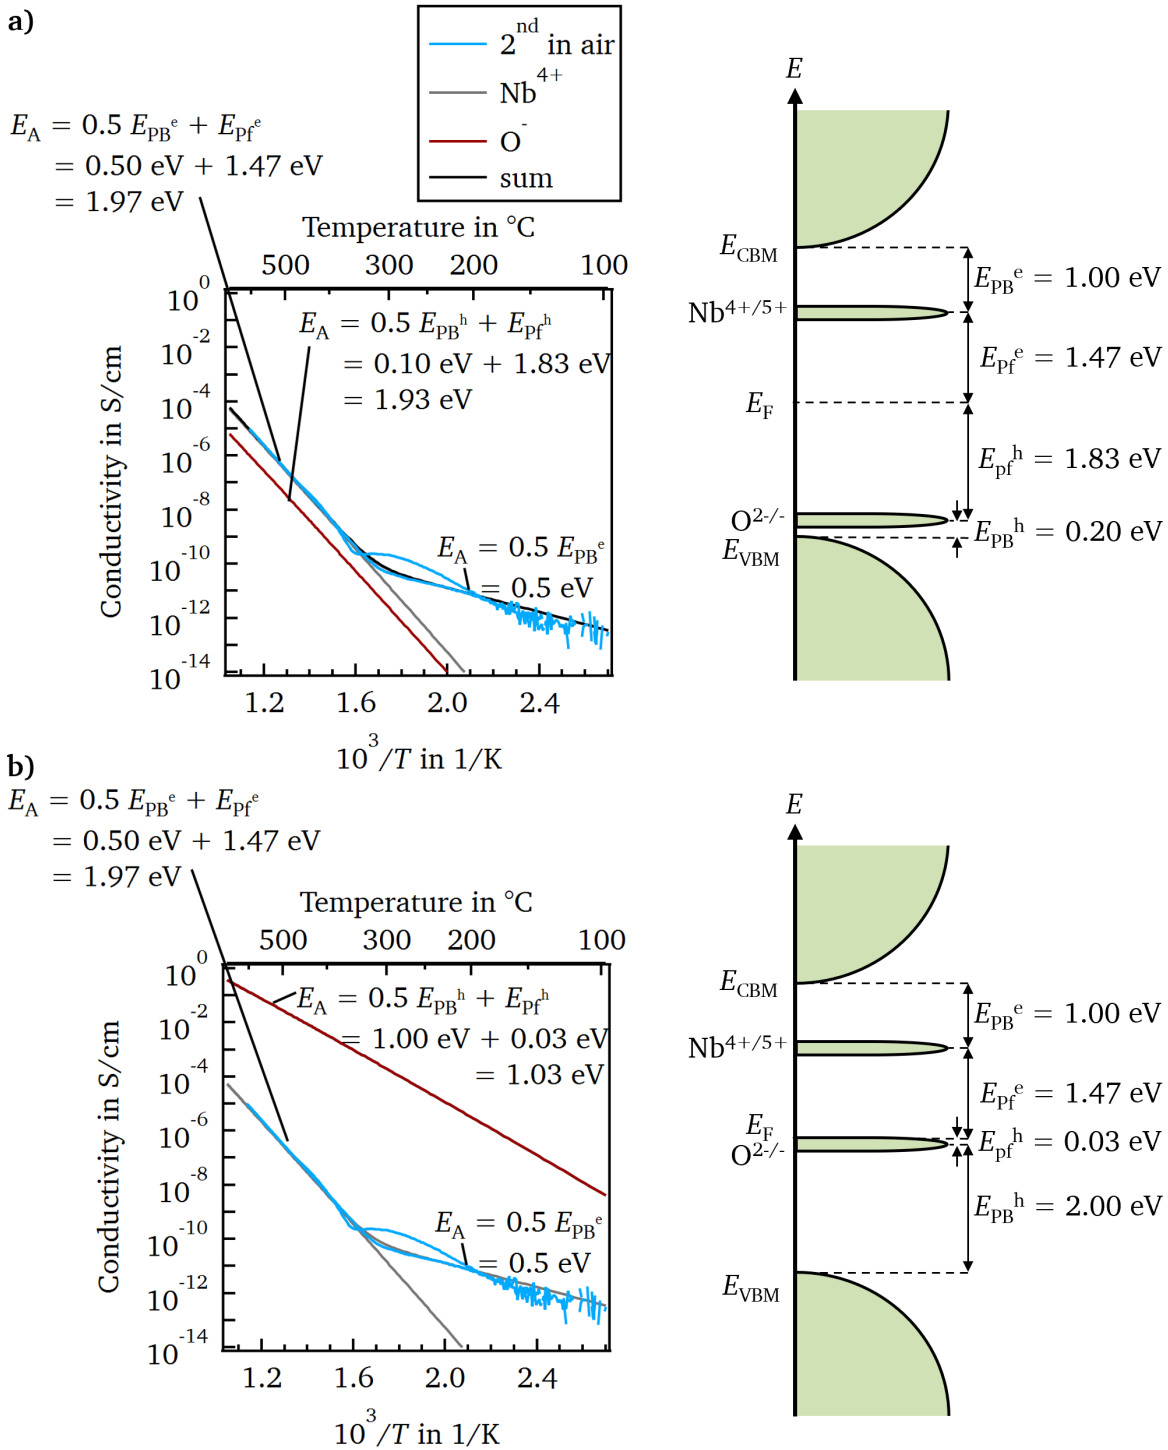 a)
2nd in air
Nb4+
O-
sum
EA = 0.5 EPBe + EPfe
= 0.50 eV + 1.47 eV
= 1.97 eV
Temperature in °C
500 300 200 100
EA = 0.5 EPBh + EPfh
= 0.10 eV + 1.83 eV
= 1.93 eV
EA = 0.5 EPBe
= 0.5 eV
Conductivity in S/cm
10^0
10^-2
10^-4
10^-6
10^-8
10^-10
10^-12
10^-14
1.2 1.6 2.0 2.4
10^3/T in 1/K
E
ECBM
EPBe = 1.00 eV
Nb4+/5+
EPfe = 1.47 eV
EF
Epfh = 1.83 eV
O2-/-
EPBh = 0.20 eV
EVBM
b)
EA = 0.5 EPBe + EPfe
= 0.50 eV + 1.47 eV
= 1.97 eV
Temperature in °C
500 300 200 100
EA = 0.5 EPBh + EPfh
= 1.00 eV + 0.03 eV
= 1.03 eV
EA = 0.5 EPBe
= 0.5 eV
Conductivity in S/cm
10^0
10^-2
10^-4
10^-6
10^-8
10^-10
10^-12
10^-14
1.2 1.6 2.0 2.4
10^3/T in 1/K
E
ECBM
EPBe = 1.00 eV
Nb4+/5+
EPfe = 1.47 eV
EF
Epfh = 0.03 eV
O2-/-
EPBh = 2.00 eV
EVBM